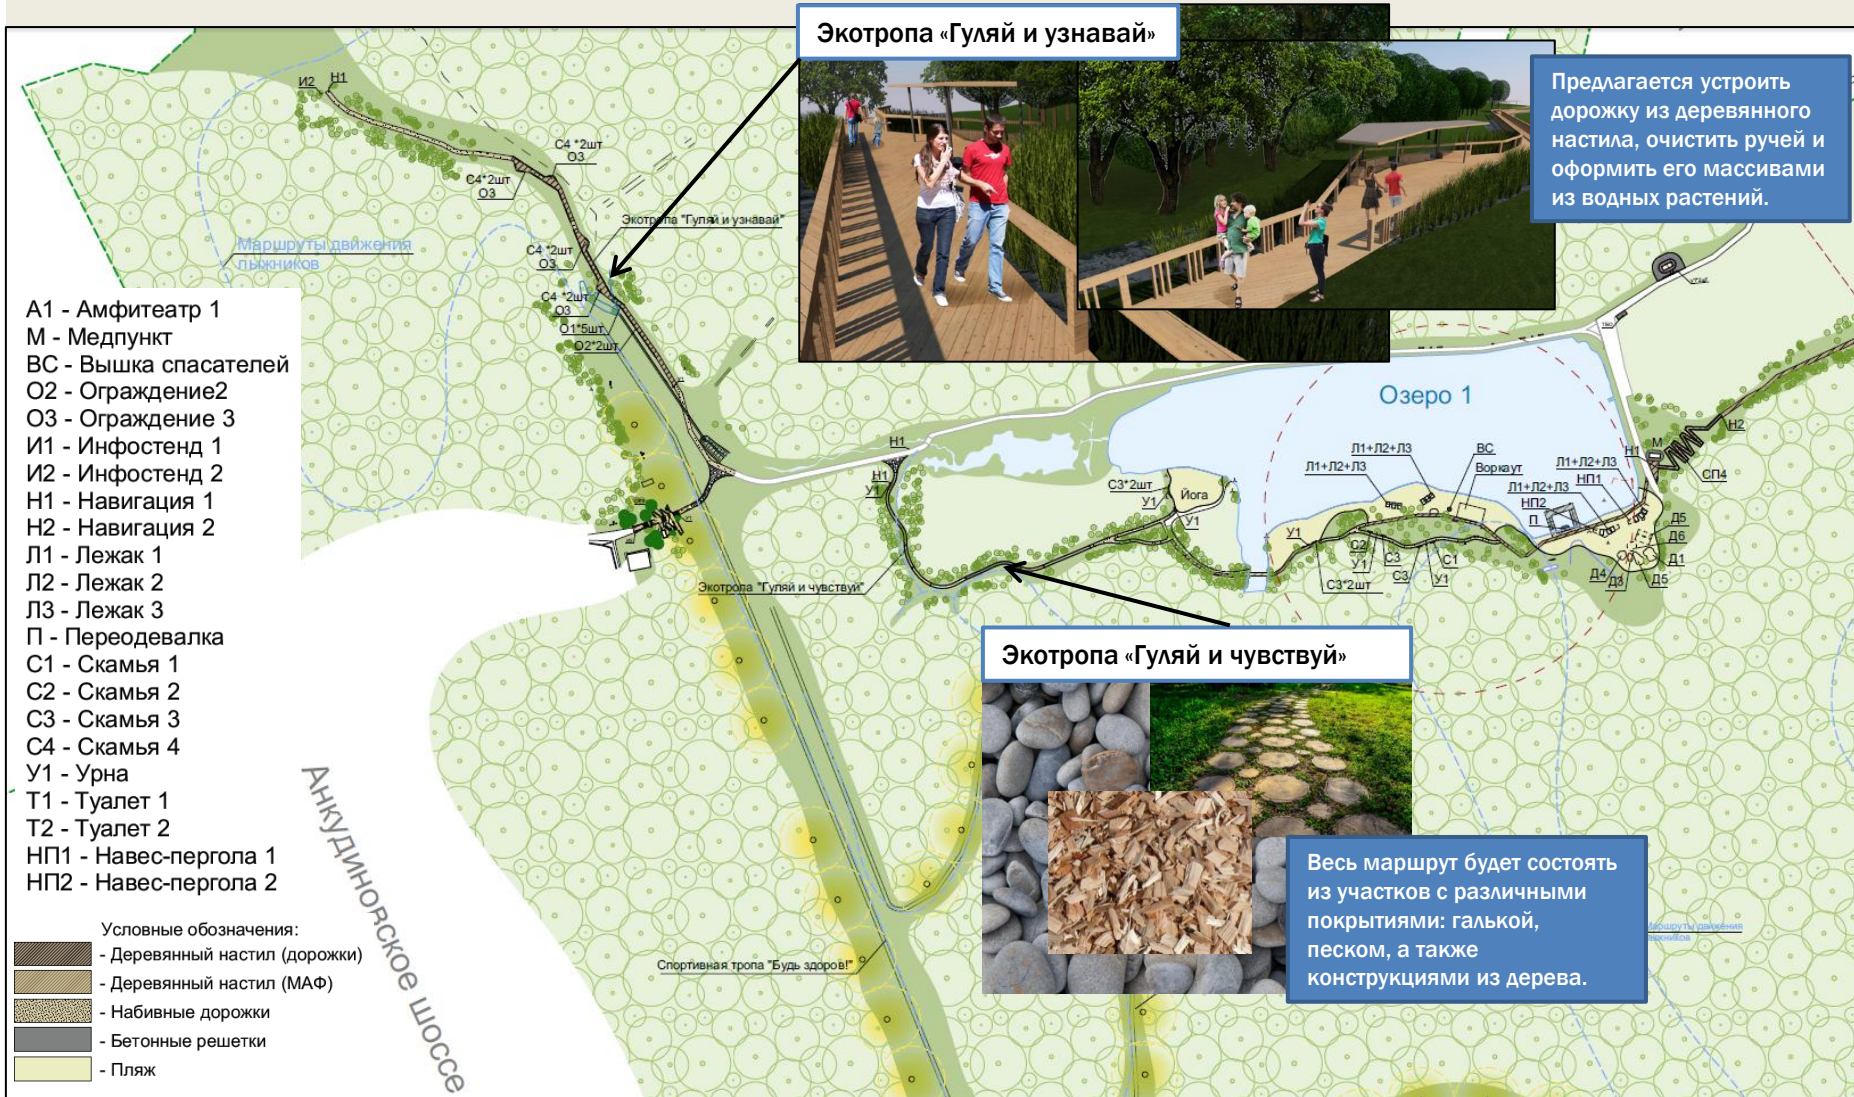 Экотропа «Гуляй и узнавай»
Предлагается устроить
дорожку из деревянного
настила, очистить ручей и
оформить его массивами
из водных растений.
И2
Н1
С4 *2шт
О3
С4*2шт
О3
Экотропа "Гуляй и узнавай"
Маршруты движения
лыжников
С4 *2шт
О3
С4 *2шт
О3
О1*5шт
О2*2шт
А1 - Амфитеатр 1
М - Медпункт
ВС - Вышка спасателей
О2 - Ограждение2
О3 - Ограждение 3
И1 - Инфостенд 1
И2 - Инфостенд 2
Н1 - Навигация 1
Н2 - Навигация 2
Л1 - Лежак 1
Л2 - Лежак 2
Л3 - Лежак 3
П - Переодевалка
С1 - Скамья 1
С2 - Скамья 2
С3 - Скамья 3
С4 - Скамья 4
У1 - Урна
Т1 - Туалет 1
Т2 - Туалет 2
НП1 - Навес-пергола 1
НП2 - Навес-пергола 2
Озеро 1
Н1
Н1
У1
С3*2шт
У1
Йога
У1
Л1+Л2+Л3
Л1+Л2+Л3
ВС
Воркаут
Л1+Л2+Л3
Л1+Л2+Л3
НП1
НП2
П
Н1
М
Н2
СП4
У1
С2
У1
С3
С3
С1
У1
С3*2шт
Д5
Д6
Д1
Д5
Д4
Д3
Экотропа "Гуляй и чувствуй"
Экотропа «Гуляй и чувствуй»
Весь маршрут будет состоять
из участков с различными
покрытиями: галькой,
песком, а также
конструкциями из дерева.
Маршруты движения
лыжников
Спортивная тропа "Будь здоров!"
Анкудиновское шоссе
Условные обозначения:
- Деревянный настил (дорожки)
- Деревянный настил (МАФ)
- Набивные дорожки
- Бетонные решетки
- Пляж